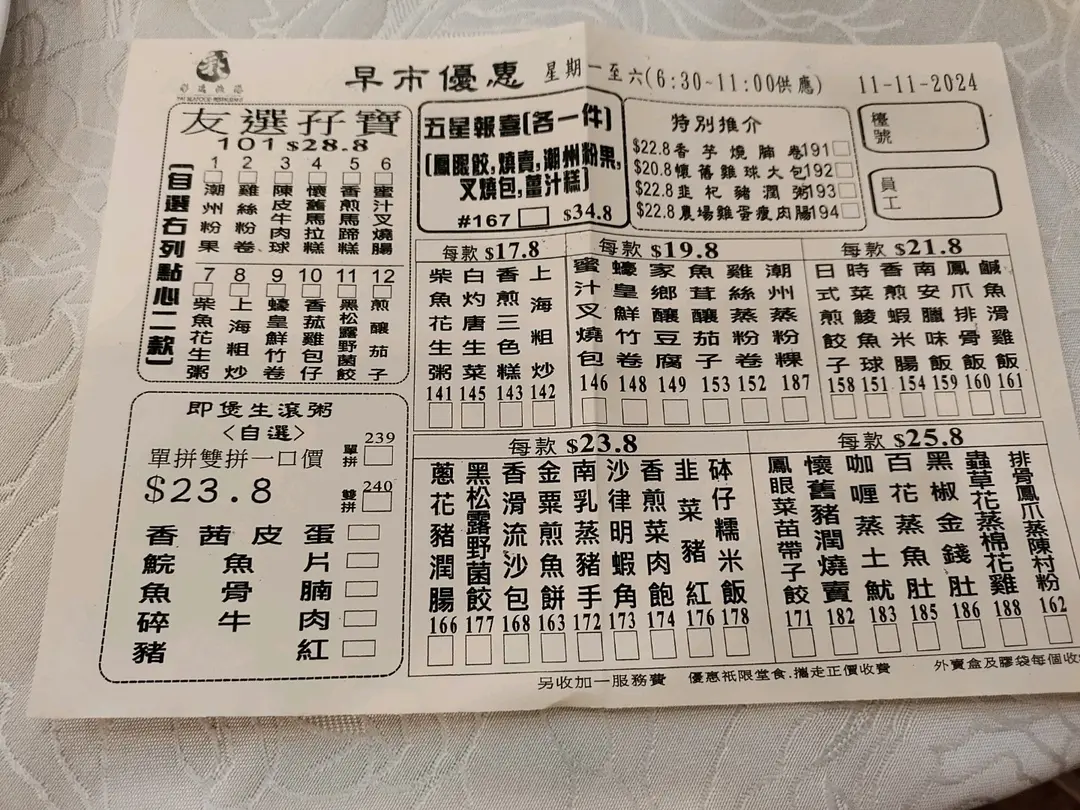 早市優惠 星期一至六(6:30~11:00供應) 11-11-2024
友選孖寶
101 $28.8
【自選右列點心二款】
1 潮州粉果
2 雞絲粉卷
3 陳皮牛肉球
4 懷舊馬拉糕
5 香煎馬蹄糕
6 蜜汁叉燒腸
7 柴魚花生粥
8 上海粗炒
9 蠔皇鮮竹卷
10 香菰雞包仔
11 黑松露野菌餃
12 煎釀茄子
五星報喜(各一件)
(鳳眼餃,燒賣,潮州粉果,
叉燒包,薑汁糕)
#167 $34.8
特別推介
$22.8香芋燒腩卷191
$20.8懷舊雞球大包192
$22.8韭杞豬潤粥193
$22.8農場雞蛋瘦肉腸194
檯號
員工
每款 $17.8
柴魚花生粥 141
白灼唐生菜 145
香煎三色糕 143
上海粗炒 142
每款 $19.8
蜜汁叉燒包 146
蠔皇鮮竹卷 148
家鄉釀豆腐 149
魚茸釀茄子 153
雞絲蒸粉卷 152
潮州蒸粉粿 187
每款 $21.8
日式煎餃子 158
時菜鯪魚球 151
香煎蝦米腸 154
南安臘味飯 159
鳳爪排骨飯 160
鹹魚滑雞飯 161
即煲生滾粥
<自選>
單拼雙拼一口價
$23.8
單拼 239
雙拼 240
香茜皮蛋
鯇魚片
魚骨腩
碎牛肉
豬紅
每款 $23.8
蔥花豬潤腸 166
黑松露野菌餃 177
香滑流沙包 168
金粟煎魚餅 163
南乳蒸豬手 172
沙律明蝦角 173
香煎菜肉飽 174
韭菜豬紅 176
砵仔糯米飯 178
每款 $25.8
鳳眼菜苗帶子餃 171
懷舊豬潤燒賣 182
咖喱蒸土魷 183
百花蒸魚肚 185
黑椒金錢肚 186
蟲草花蒸棉花雞 188
排骨鳳爪蒸陳村粉 162
另收加一服務費 優惠祇限堂食.攜走正價收費 外賣盒及膠袋每個收